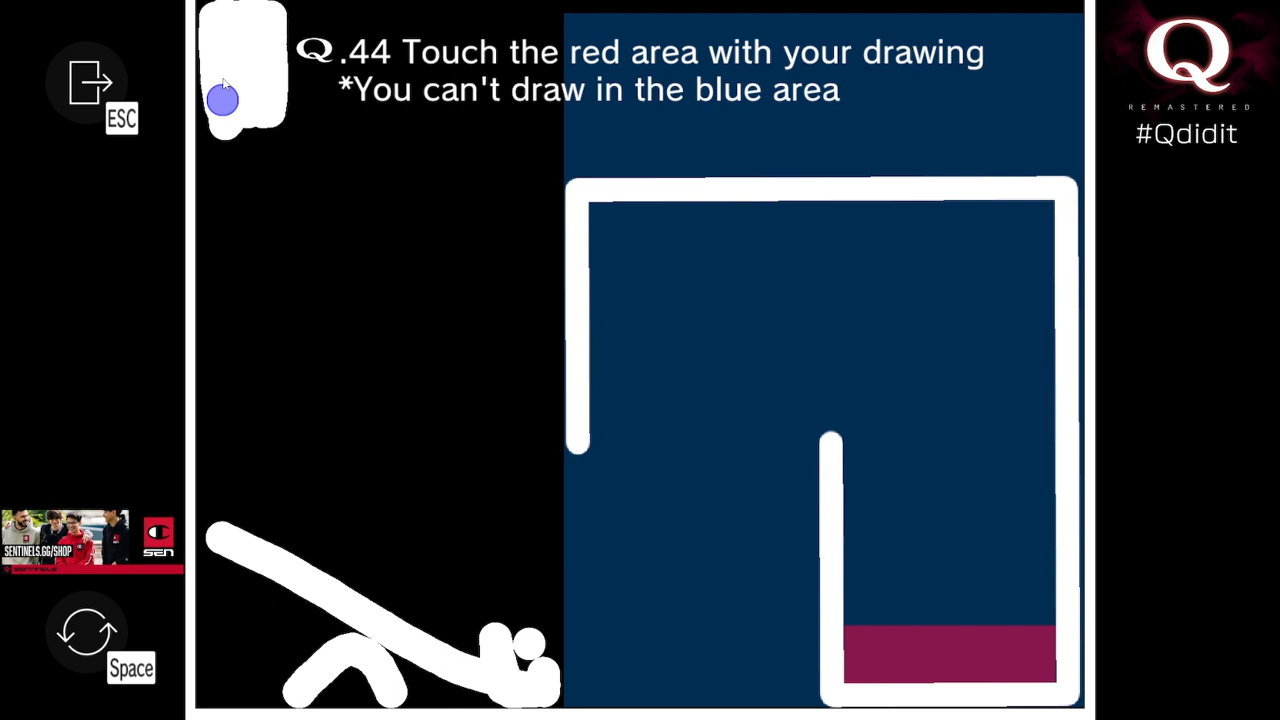 Q.44 Touch the red area with your drawing
*You can't draw in the blue area
ESC
Q
REMASTERED
#Qdidit
SENTINELS.GG/SHOP
SEN
SENTINELS
Space